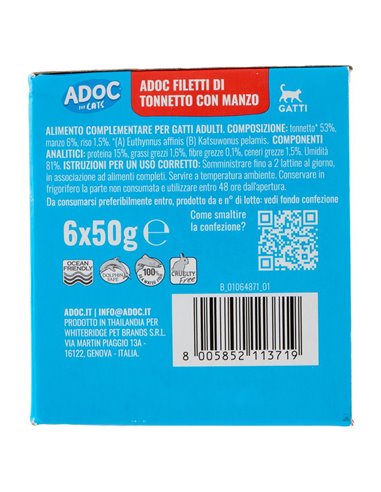 ADOC
FOR CATS
ADOC FILETTI DI
TONNETTO CON MANZO
GATTI
ALIMENTO COMPLEMENTARE PER GATTI ADULTI. COMPOSIZIONE: tonnetto* 53%,
manzo 6%, riso 1,5%. *(A) Euthynnus affinis (B) Katsuwonus pelamis. COMPONENTI
ANALITICI: proteina 15%, grassi grezzi 1,6%, fibre grezze 0,1%, ceneri grezze 1,5%. Umidità
81%. ISTRUZIONI PER UN USO CORRETTO: Somministrare fino a 2 lattine al giorno,
in associazione ad alimenti completi. Servire a temperatura ambiente. Conservare in
frigorifero la parte non consumata e utilizzare entro 48 ore dall'apertura.
Da consumarsi preferibilmente entro, prodotto da e n° di lotto: vedi fondo confezione
6x50g ℮
Come smaltire
la confezione?
OCEAN
FRIENDLY
DOLPHIN
SAFE
100%
CRUELTY
Free
B_01064871_01
ADOC.IT | INFO@ADOC.IT
PRODOTTO IN THAILANDIA PER
WHITEBRIDGE PET BRANDS S.R.L.
VIA MARTIN PIAGGIO 13A -
16122, GENOVA - ITALIA.
8 005852 113719